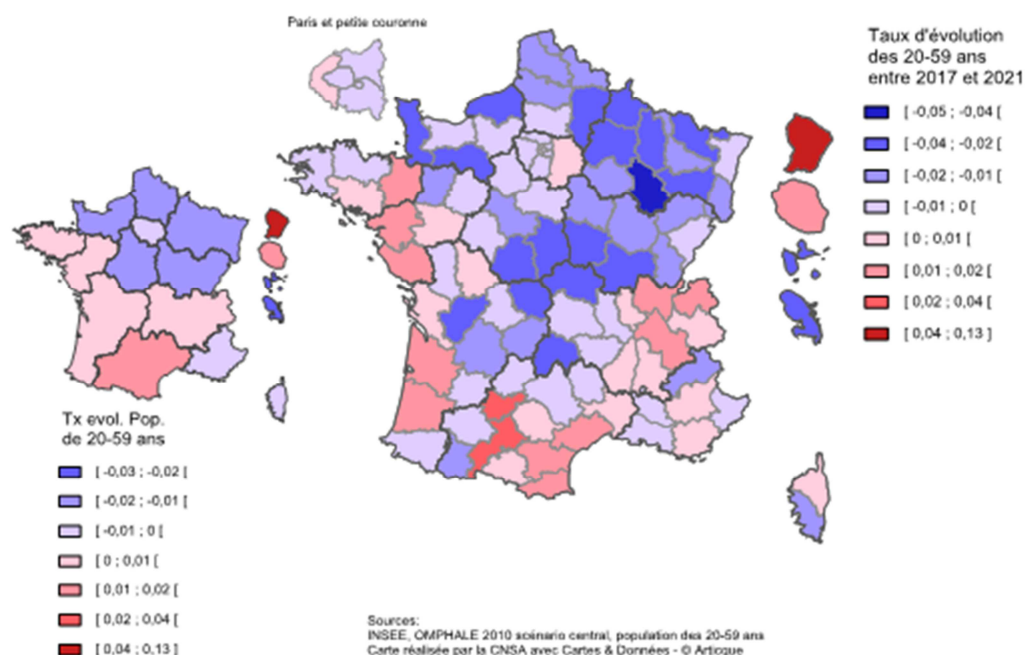 Paris et petite couronne
Taux d'évolution
des 20-59 ans
entre 2017 et 2021
[ -0,05 ; -0,04 [
[ -0,04 ; -0,02 [
[ -0,02 ; -0,01 [
[ -0,01 ; 0 [
[ 0 ; 0,01 [
[ 0,01 ; 0,02 [
[ 0,02 ; 0,04 [
[ 0,04 ; 0,13 ]
Tx evol. Pop.
de 20-59 ans
[ -0,03 ; -0,02 [
[ -0,02 ; -0,01 [
[ -0,01 ; 0 [
[ 0 ; 0,01 [
[ 0,01 ; 0,02 [
[ 0,02 ; 0,04 [
[ 0,04 ; 0,13 ]
Sources:
INSEE, OMPHALE 2010 scénario central, population des 20-59 ans
Carte réalisée par la CNSA avec Cartes & Données - © Articque